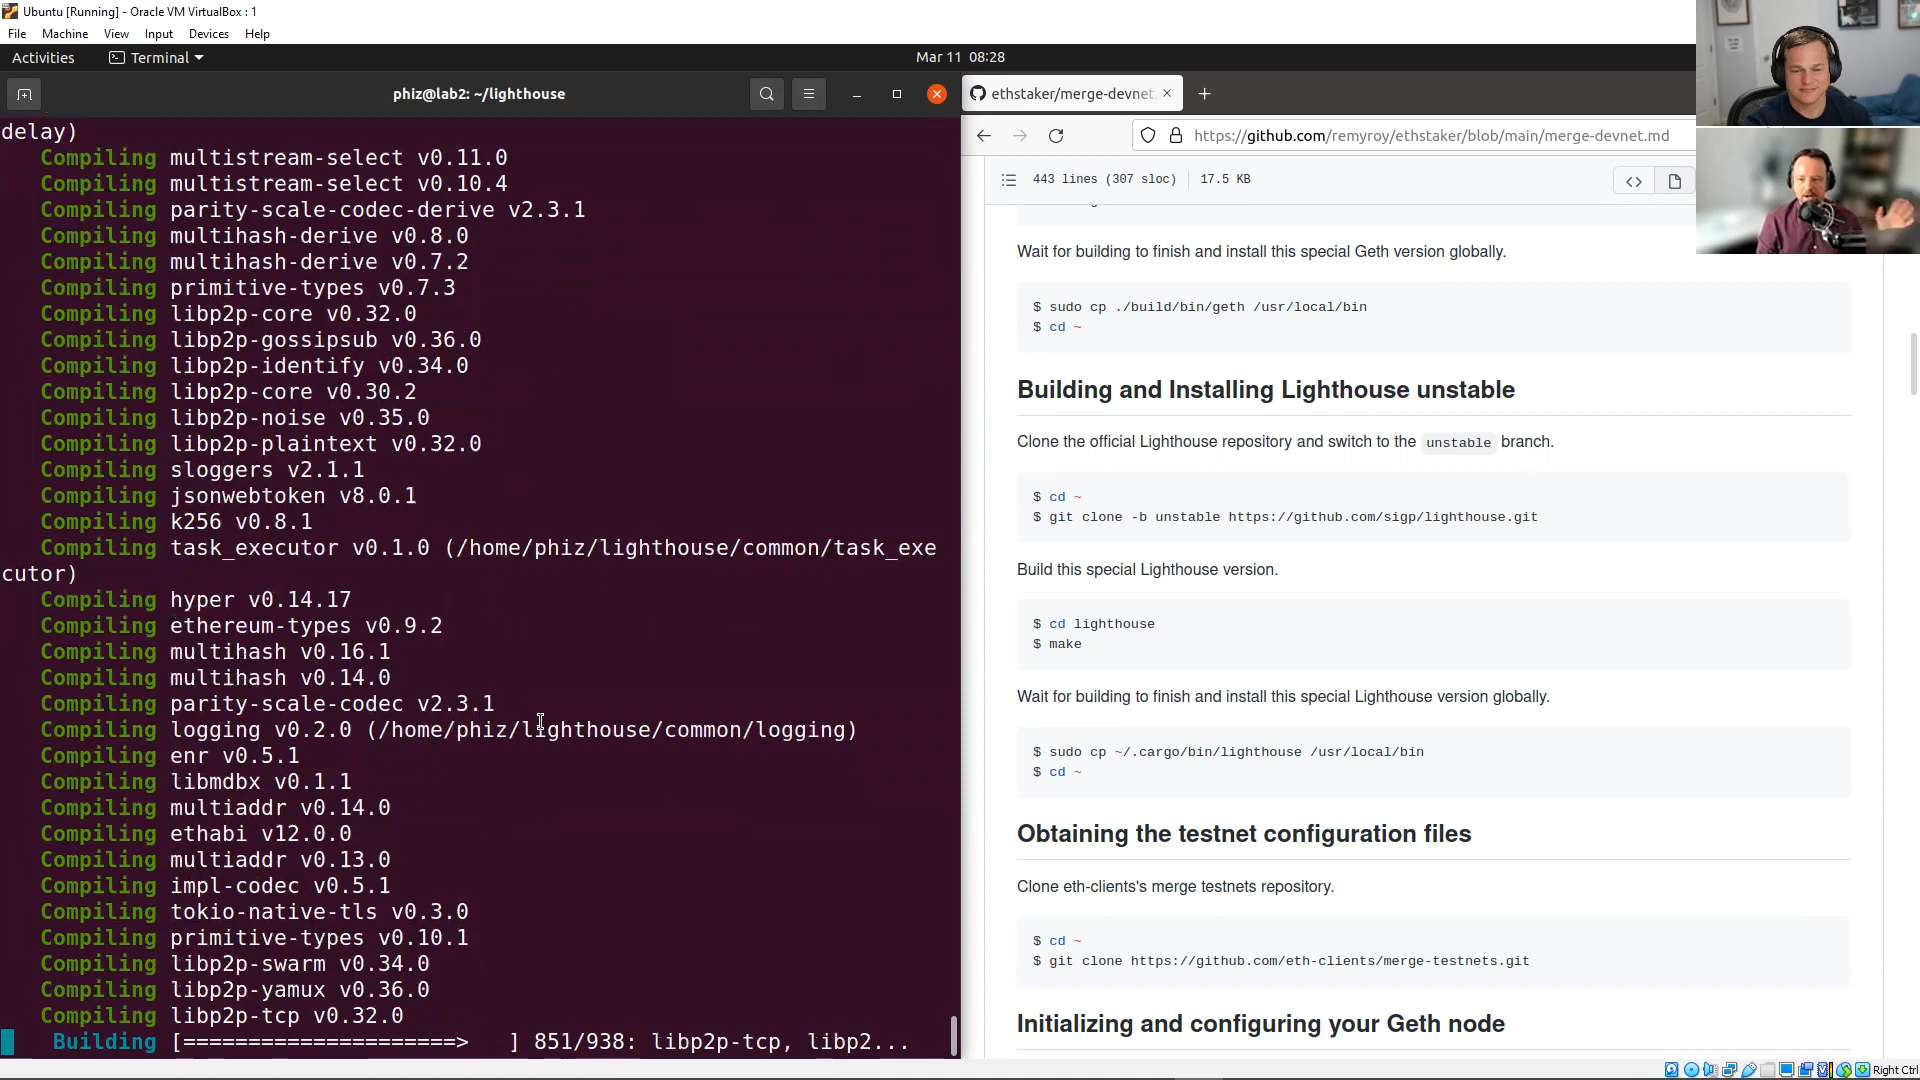 Ubuntu [Running] - Oracle VM VirtualBox : 1
File Machine View Input Devices Help
Activities Terminal Mar 11 08:28
phiz@lab2: ~/lighthouse
delay)
Compiling multistream-select v0.11.0
Compiling multistream-select v0.10.4
Compiling parity-scale-codec-derive v2.3.1
Compiling multihash-derive v0.8.0
Compiling multihash-derive v0.7.2
Compiling primitive-types v0.7.3
Compiling libp2p-core v0.32.0
Compiling libp2p-gossipsub v0.36.0
Compiling libp2p-identify v0.34.0
Compiling libp2p-core v0.30.2
Compiling libp2p-noise v0.35.0
Compiling libp2p-plaintext v0.32.0
Compiling sloggers v2.1.1
Compiling jsonwebtoken v8.0.1
Compiling k256 v0.8.1
Compiling task_executor v0.1.0 (/home/phiz/lighthouse/common/task_exe
cutor)
Compiling hyper v0.14.17
Compiling ethereum-types v0.9.2
Compiling multihash v0.16.1
Compiling multihash v0.14.0
Compiling parity-scale-codec v2.3.1
Compiling logging v0.2.0 (/home/phiz/lighthouse/common/logging)
Compiling enr v0.5.1
Compiling libmdbx v0.1.1
Compiling multiaddr v0.14.0
Compiling ethabi v12.0.0
Compiling multiaddr v0.13.0
Compiling impl-codec v0.5.1
Compiling tokio-native-tls v0.3.0
Compiling primitive-types v0.10.1
Compiling libp2p-swarm v0.34.0
Compiling libp2p-yamux v0.36.0
Compiling libp2p-tcp v0.32.0
Building [=====================>   ] 851/938: libp2p-tcp, libp2...
ethstaker/merge-devnet.
https://github.com/remyroy/ethstaker/blob/main/merge-devnet.md
443 lines (307 sloc) 17.5 KB
Wait for building to finish and install this special Geth version globally.
$ sudo cp ./build/bin/geth /usr/local/bin
$ cd ~
Building and Installing Lighthouse unstable
Clone the official Lighthouse repository and switch to the unstable branch.
$ cd ~
$ git clone -b unstable https://github.com/sigp/lighthouse.git
Build this special Lighthouse version.
$ cd lighthouse
$ make
Wait for building to finish and install this special Lighthouse version globally.
$ sudo cp ~/.cargo/bin/lighthouse /usr/local/bin
$ cd ~
Obtaining the testnet configuration files
Clone eth-clients's merge testnets repository.
$ cd ~
$ git clone https://github.com/eth-clients/merge-testnets.git
Initializing and configuring your Geth node
Right Ctrl